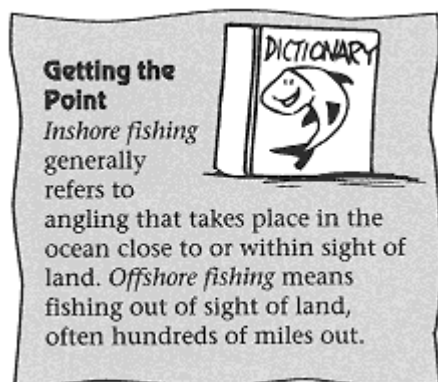 DICTIONARY
Getting the
Point
Inshore fishing
generally
refers to
angling that takes place in the
ocean close to or within sight of
land. Offshore fishing means
fishing out of sight of land,
often hundreds of miles out.